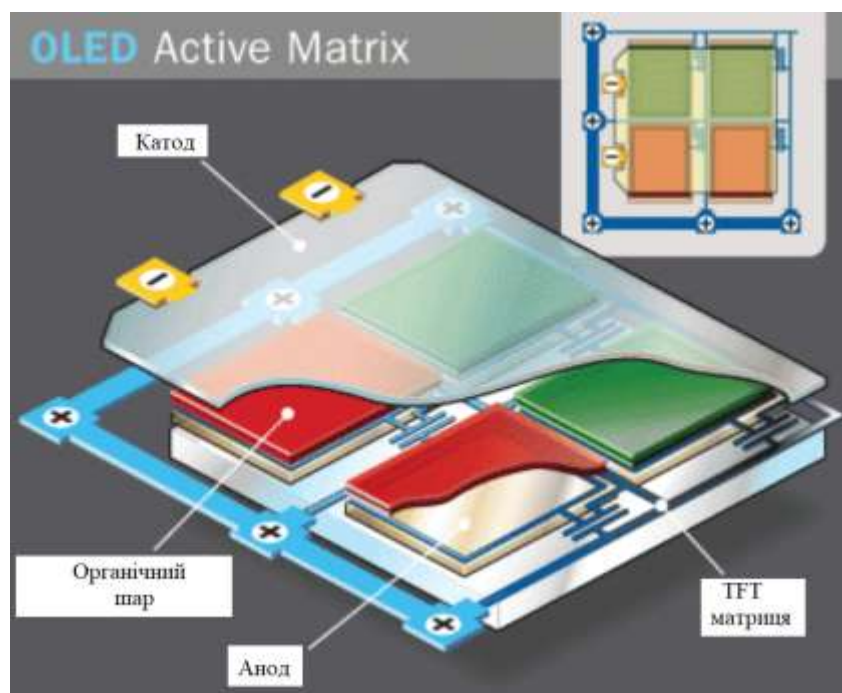 OLED Active Matrix
Катод
Органічний
шар
Анод
TFT
матриця